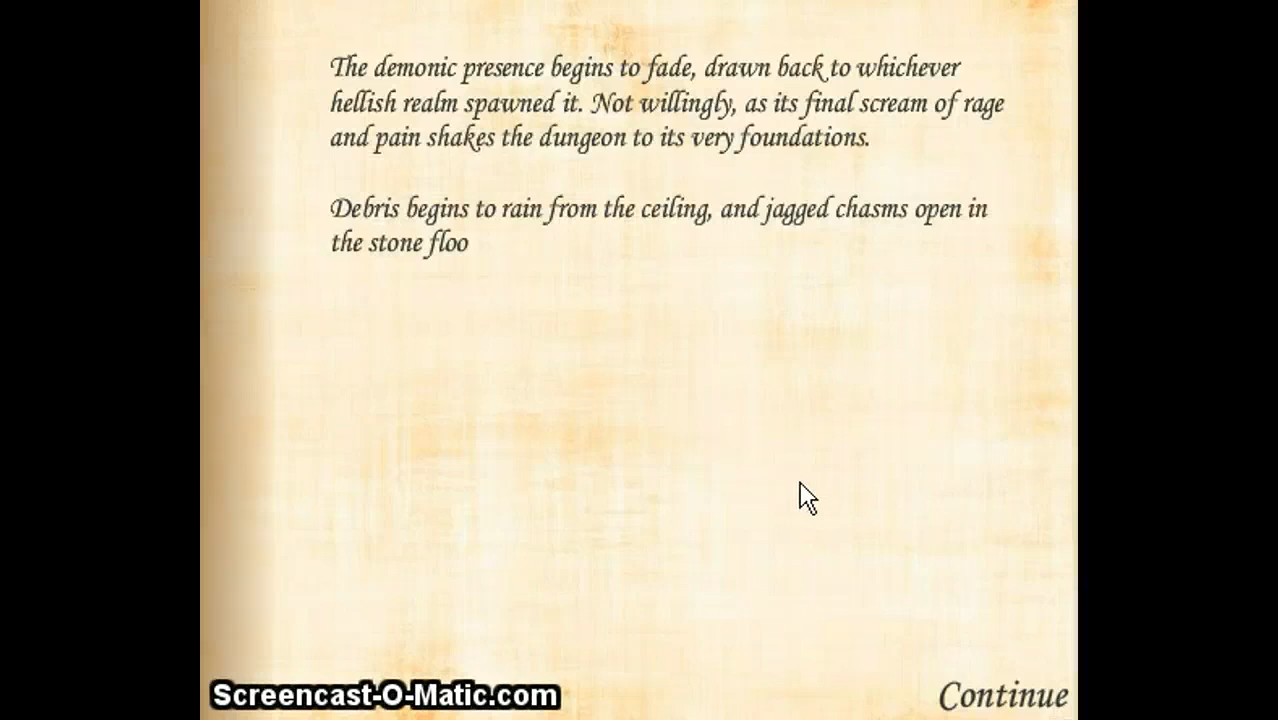 The demonic presence begins to fade, drawn back to whichever
hellish realm spawned it. Not willingly, as its final scream of rage
and pain shakes the dungeon to its very foundations.
Debris begins to rain from the ceiling, and jagged chasms open in
the stone floo
Screencast-O-Matic.com
Continue